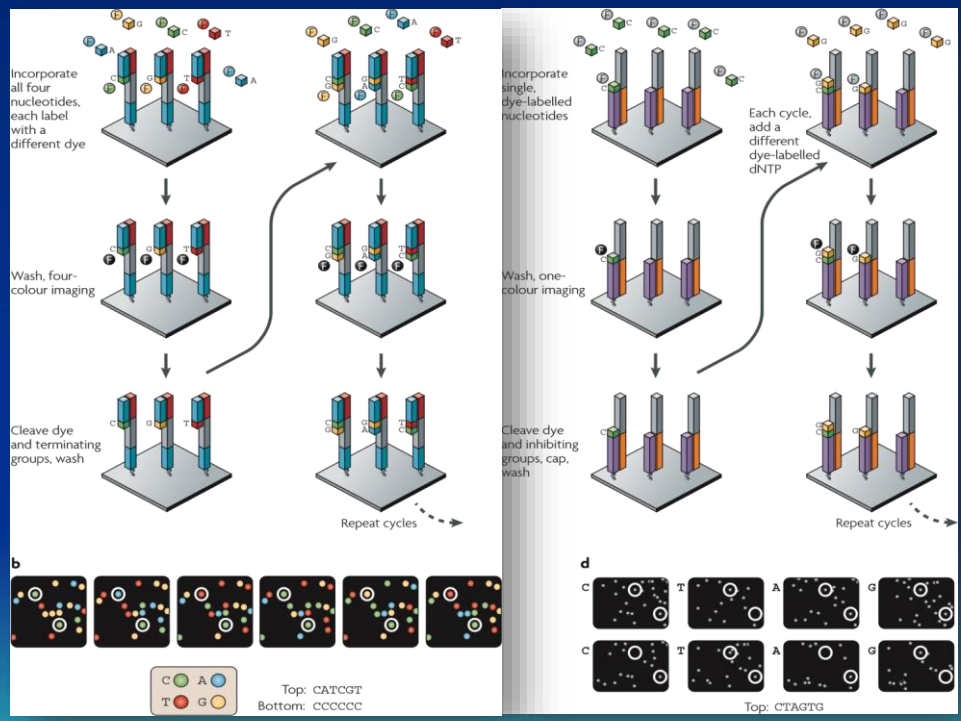 F G
F C
F T
F A
F A
Incorporate
all four
nucleotides,
each label
with a
different dye
C G T
F F F
F G
F C
F A
F T
C G T
G A C
F F F
Wash, four-
colour imaging
C G T
F F F
C G T
G A C
F F F
Cleave dye
and terminating
groups, wash
C G T
C G T
G A C
Repeat cycles
b
C A
T G
Top: CATCGT
Bottom: CCCCCC
F C
F C
F C
F C
Incorporate
single,
dye-labelled
nucleotides
F C
Each cycle,
add a
different
dye-labelled
dNTP
F G
F G
F G
F G
F G
C
F G
Wash, one-
colour imaging
F
C
F F
G G
C
Cleave dye
and inhibiting
groups, cap,
wash
C
G G
C
Repeat cycles
d
C T A G
C T A G
Top: CTAGTG